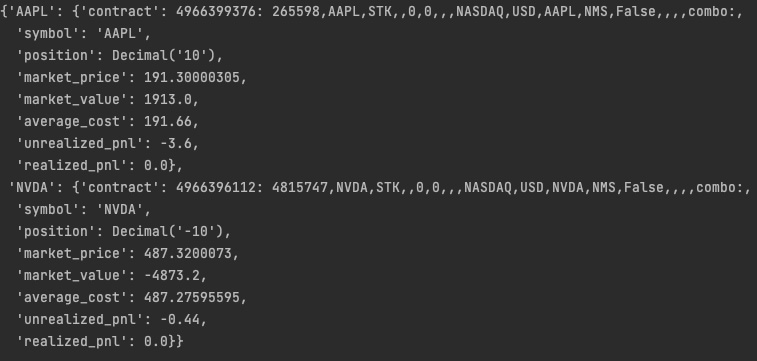 {'AAPL': {'contract': 4966399376: 265598,AAPL,STK,,0,0,,,NASDAQ,USD,AAPL,NMS,False,,,,combo:,
'symbol': 'AAPL',
'position': Decimal('10'),
'market_price': 191.30000305,
'market_value': 1913.0,
'average_cost': 191.66,
'unrealized_pnl': -3.6,
'realized_pnl': 0.0},
'NVDA': {'contract': 4966396112: 4815747,NVDA,STK,,0,0,,,NASDAQ,USD,NVDA,NMS,False,,,,combo:,
'symbol': 'NVDA',
'position': Decimal('-10'),
'market_price': 487.3200073,
'market_value': -4873.2,
'average_cost': 487.27595595,
'unrealized_pnl': -0.44,
'realized_pnl': 0.0}}